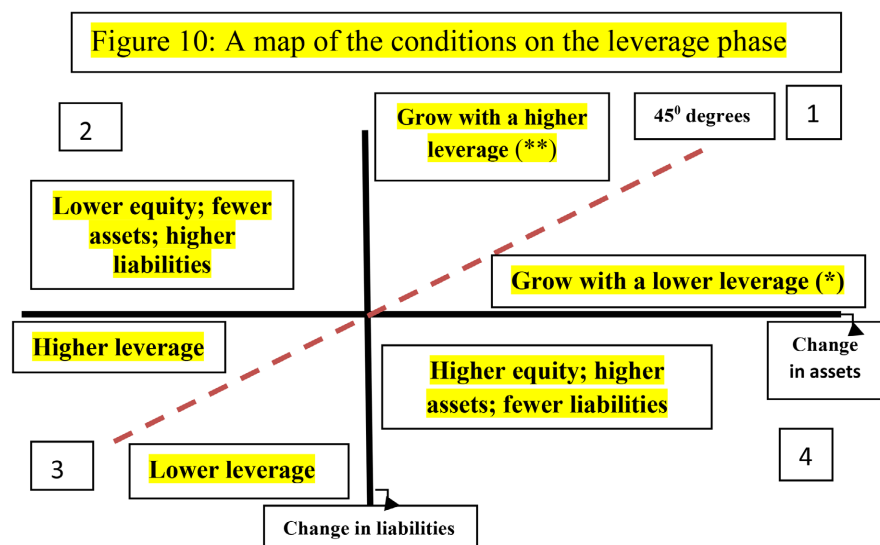 Figure 10: A map of the conditions on the leverage phase
2
Grow with a higher
leverage (**)
45⁰ degrees
1
Lower equity; fewer
assets; higher
liabilities
Grow with a lower leverage (*)
Higher leverage
Change
in assets
Higher equity; higher
assets; fewer liabilities
3
Lower leverage
4
Change in liabilities